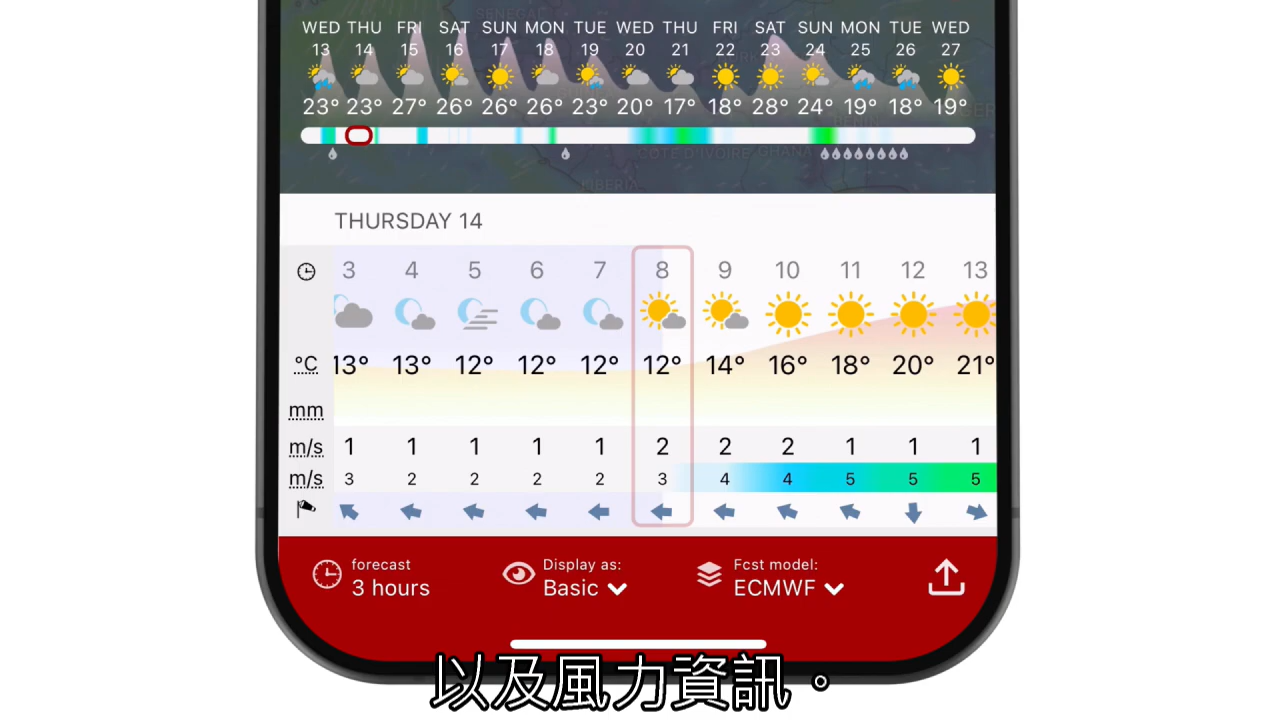 WED THU FRI SAT SUN MON TUE WED THU FRI SAT SUN MON TUE WED
13 14 15 16 17 18 19 20 21 22 23 24 25 26 27
23° 23° 27° 26° 26° 26° 23° 20° 17° 18° 28° 24° 19° 18° 19°
CÔTE D'IVOIRE GHANA
LIBERIA
THURSDAY 14
3 4 5 6 7 8 9 10 11 12 13
°C 13° 13° 12° 12° 12° 12° 14° 16° 18° 20° 21°
mm
m/s 1 1 1 1 1 2 2 2 1 1 1
m/s 3 2 2 2 2 3 4 4 5 5 5
forecast Display as: Fcst model:
3 hours Basic ECMWF
以及風力資訊。